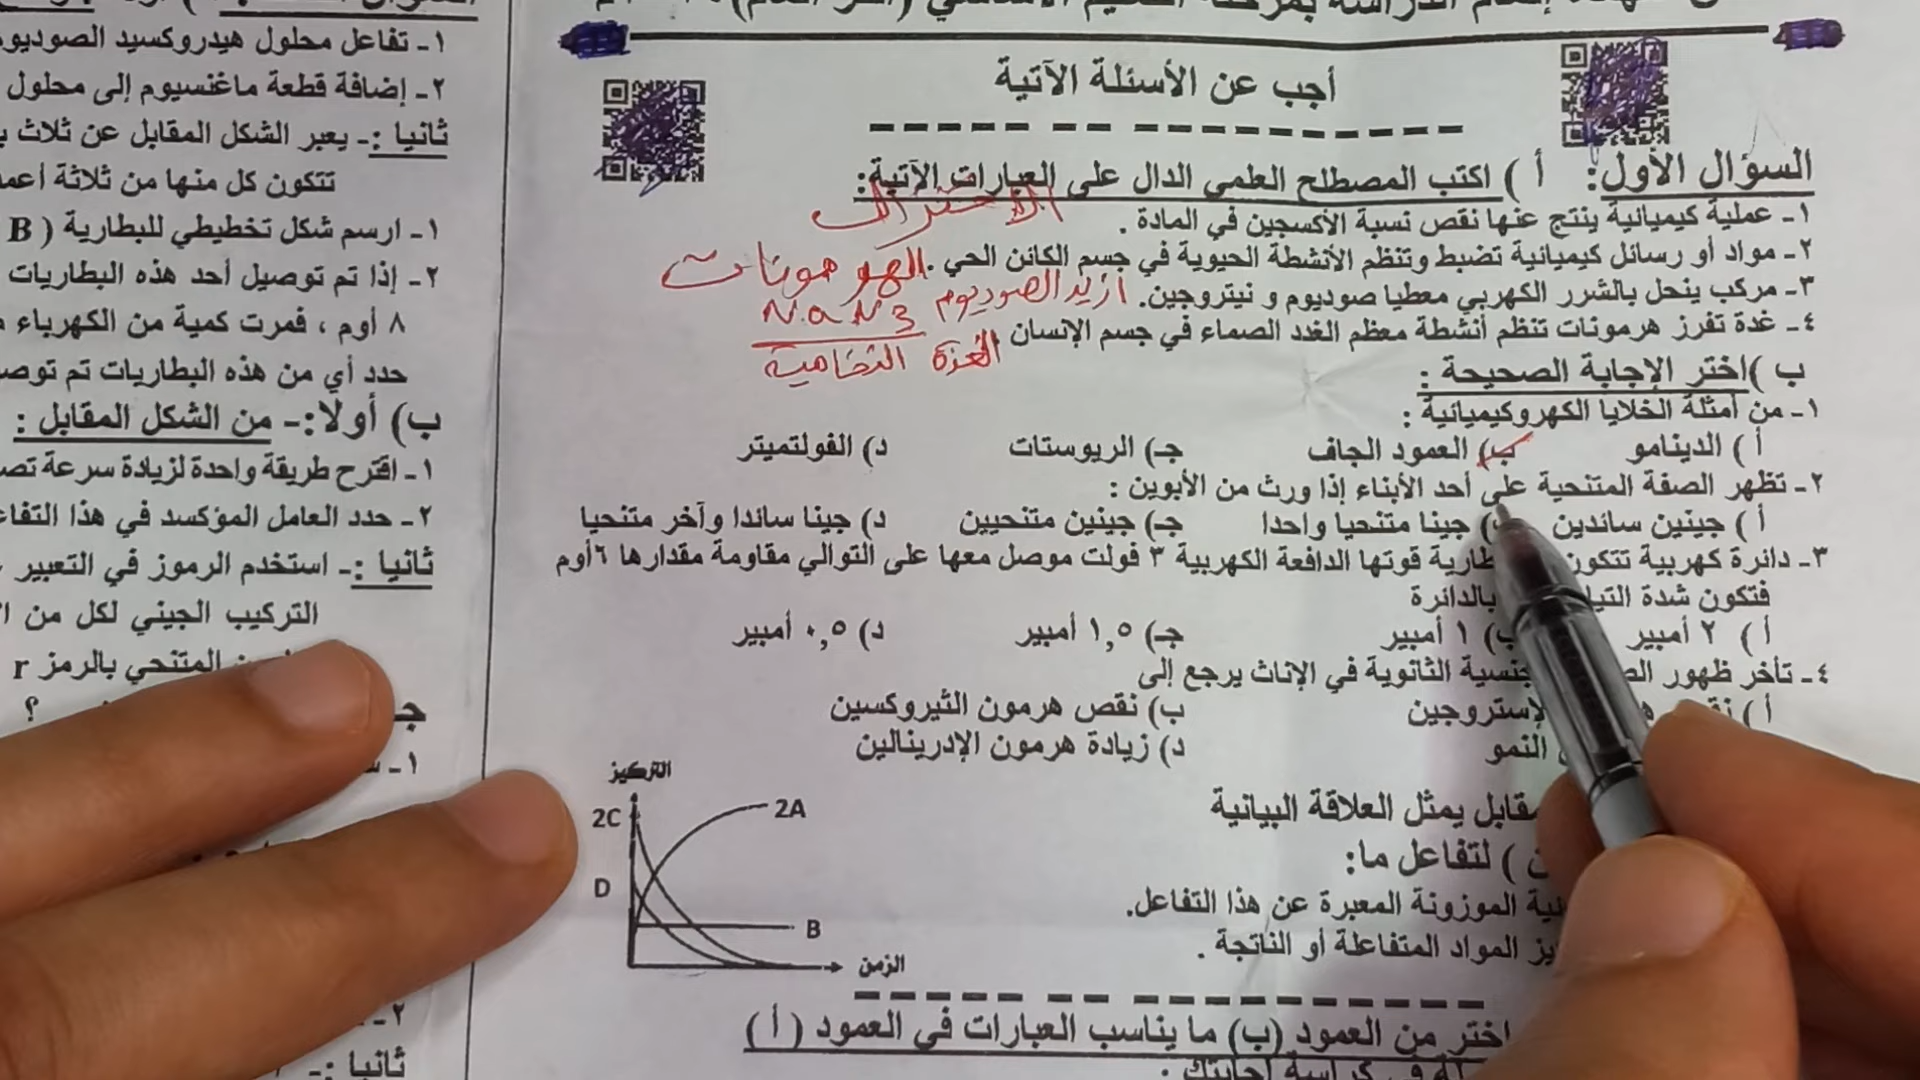 أجب عن الأسئلة الآتية
السؤال الأول: أ ) اكتب المصطلح العلمي الدال على العبارات الآتية:
١- عملية كيميائية ينتج عنها نقص نسبة الأكسجين في المادة . الاختزال
٢- مواد أو رسائل كيميائية تضبط وتنظم الأنشطة الحيوية في جسم الكائن الحي . الهرمونات
٣- مركب ينحل بالشرر الكهربي معطيا صوديوم و نيتروجين. ازيد الصوديوم NaN3
٤- غدة تفرز هرمونات تنظم أنشطة معظم الغدد الصماء في جسم الإنسان . الغدة النخامية
ب )اختر الإجابة الصحيحة :
١- من أمثلة الخلايا الكهروكيميائية :
أ ) الدينامو ب) العمود الجاف جـ) الريوستات د) الفولتميتر
٢- تظهر الصفة المتنحية على أحد الأبناء إذا ورث من الأبوين :
أ ) جينين سائدين ب) جينا متنحيا واحدا جـ) جينين متنحيين د) جينا سائدا وآخر متنحيا
٣- دائرة كهربية تتكون قوتها الدافعة الكهربية ٣ فولت موصل معها على التوالي مقاومة مقدارها ٦أوم
فتكون شدة بالدائرة
أ ) ٢ أمبير ب) ١ أمبير جـ) ١,٥ أمبير د) ٠,٥ أمبير
٤- تأخر ظهور الثانوية في الإناث يرجع إلى
أ ) ب) نقص هرمون الثيروكسين
النمو د) زيادة هرمون الإدرينالين
يمثل العلاقة البيانية
) لتفاعل ما:
الموزونة المعبرة عن هذا التفاعل.
المواد المتفاعلة أو الناتجة .
التركيز
2C
2A
D
B
الزمن
اختر من العمود (ب) ما يناسب العبارات في العمود ( أ )
١- تفاعل محلول هيدروكسيد
٢- إضافة قطعة ماغنسيوم إلى محلول
ثانيا :- يعبر الشكل المقابل عن ثلاث
تتكون كل منها من ثلاثة
١- ارسم شكل تخطيطي للبطارية ( B
٢- إذا تم توصيل أحد هذه البطاريات
٨ أوم ، فمرت كمية من الكهرباء
حدد أي من هذه البطاريات تم
ب) أولا:- من الشكل المقابل :
١- اقترح طريقة واحدة لزيادة سرعة
٢- حدد العامل المؤكسد في هذا
ثانيا :- استخدم الرموز في التعبير
التركيب الجيني لكل من
المتنحي بالرمز r
جـ ؟
١-
٢-
ثانيا :-